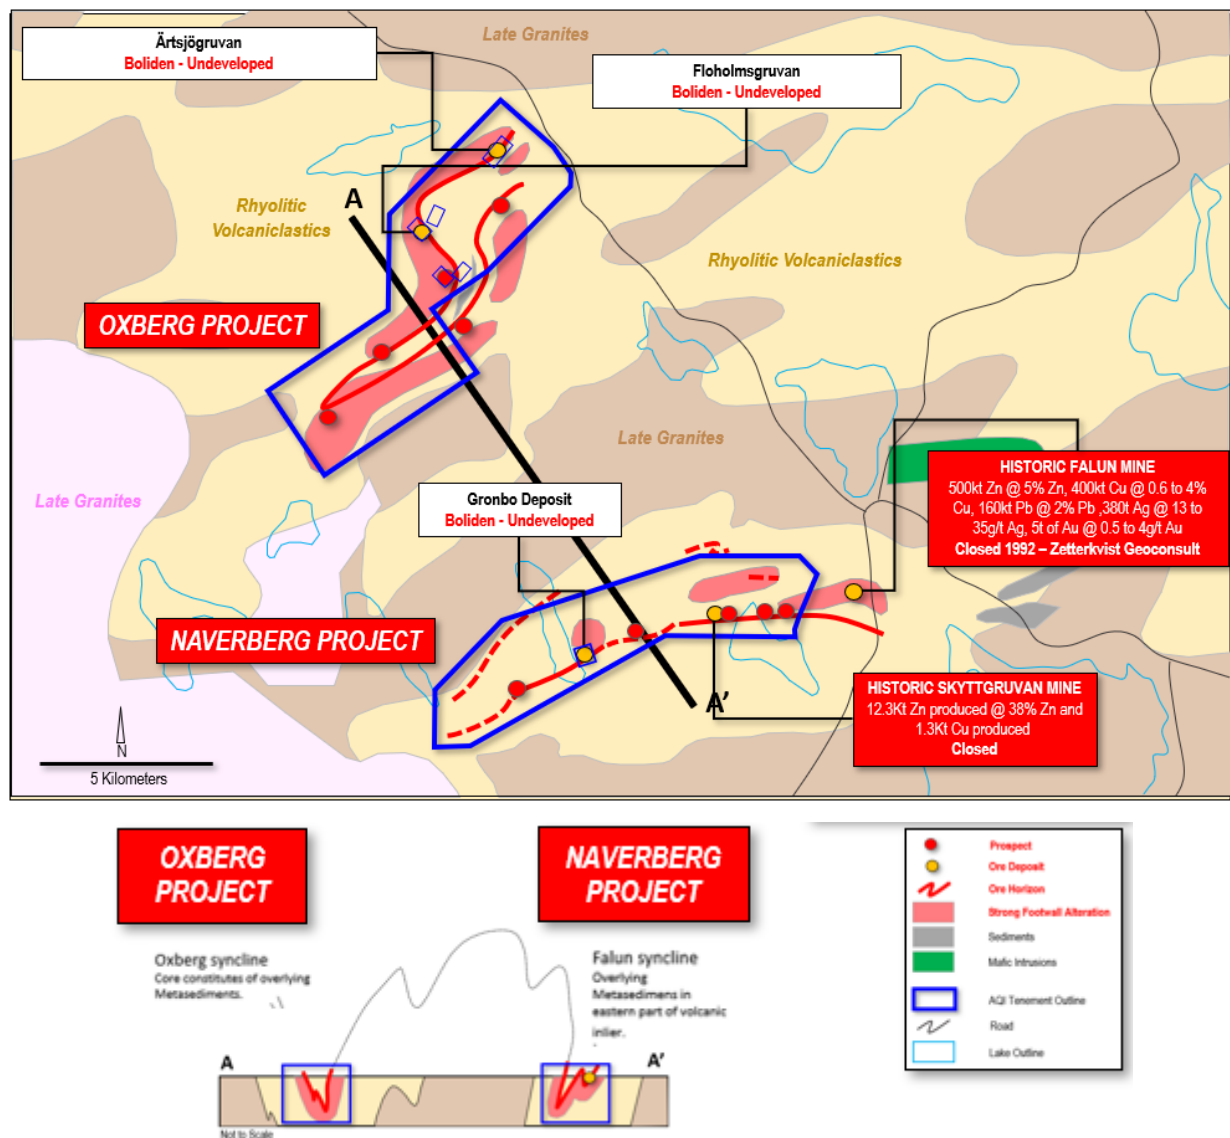 Late Granites
Ärtsjögruvan
Boliden - Undeveloped
Floholmsgruvan
Boliden - Undeveloped
A
Rhyolitic
Volcaniclastics
Rhyolitic Volcaniclastics
OXBERG PROJECT
Late Granites
Late Granites
HISTORIC FALUN MINE
500kt Zn @ 5% Zn, 400kt Cu @ 0.6 to 4%
Cu, 160kt Pb @ 2% Pb ,380t Ag @ 13 to
35g/t Ag, 5t of Au @ 0.5 to 4g/t Au
Closed 1992 – Zetterkvist Geoconsult
Gronbo Deposit
Boliden - Undeveloped
NAVERBERG PROJECT
A'
HISTORIC SKYTTGRUVAN MINE
12.3Kt Zn produced @ 38% Zn and
1.3Kt Cu produced
Closed
N
5 Kilometers
OXBERG
PROJECT
NAVERBERG
PROJECT
Oxberg syncline
Core constitutes of overlying
Metasediments.
Falun syncline
Overlying
Metasedimens in
eastern part of volcanic
inlier.
A
A'
Not to Scale
Prospect
Ore Deposit
Ore Horizon
Strong Footwall Alteration
Sediments
Mafic Intrusions
AQI Tenement Outline
Road
Lake Outline